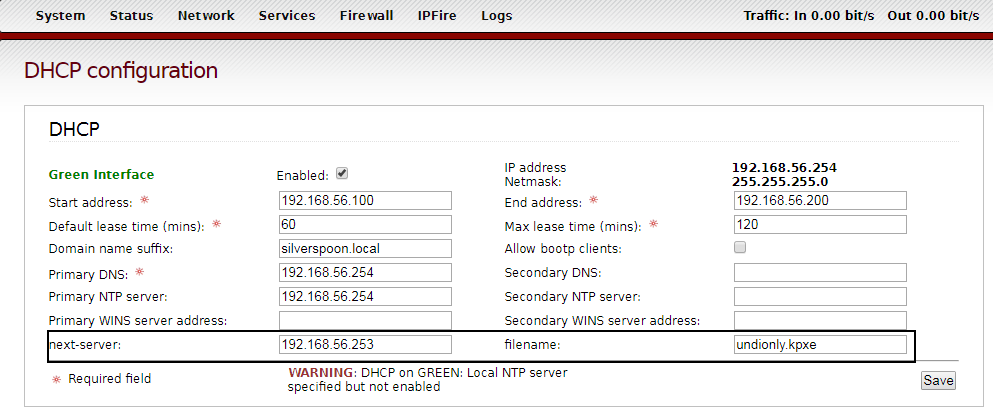 System Status Network Services Firewall IPFire Logs Traffic: In 0.00 bit/s Out 0.00 bit/s
DHCP configuration
DHCP
Green Interface Enabled: IP address 192.168.56.254
Netmask: 255.255.255.0
Start address: * 192.168.56.100 End address: * 192.168.56.200
Default lease time (mins): * 60 Max lease time (mins): * 120
Domain name suffix: silverspoon.local Allow bootp clients:
Primary DNS: * 192.168.56.254 Secondary DNS:
Primary NTP server: 192.168.56.254 Secondary NTP server:
Primary WINS server address: Secondary WINS server address:
next-server: 192.168.56.253 filename: undionly.kpxe
* Required field WARNING: DHCP on GREEN: Local NTP server
specified but not enabled
Save